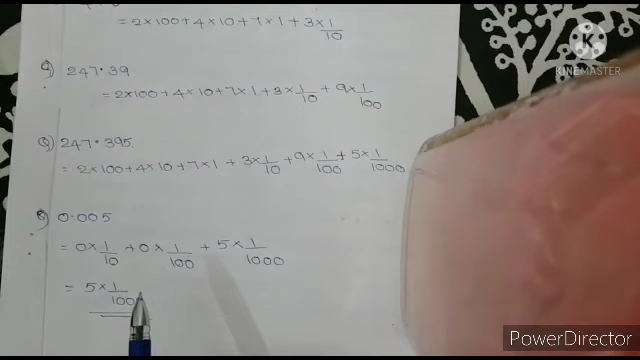 = 2×100+4×10+7×1+3×1/10
Q) 247.39
= 2×100+4×10+7×1+3×1/10 + 9×1/100
Q) 247.395
= 2×100+4×10+7×1 + 3×1/10 +9×1/100 + 5×1/1000
Q) 0.005
= 0×1/10 +0×1/100 + 5×1/1000
= 5×1/100
K
KINEMASTER
PowerDirector